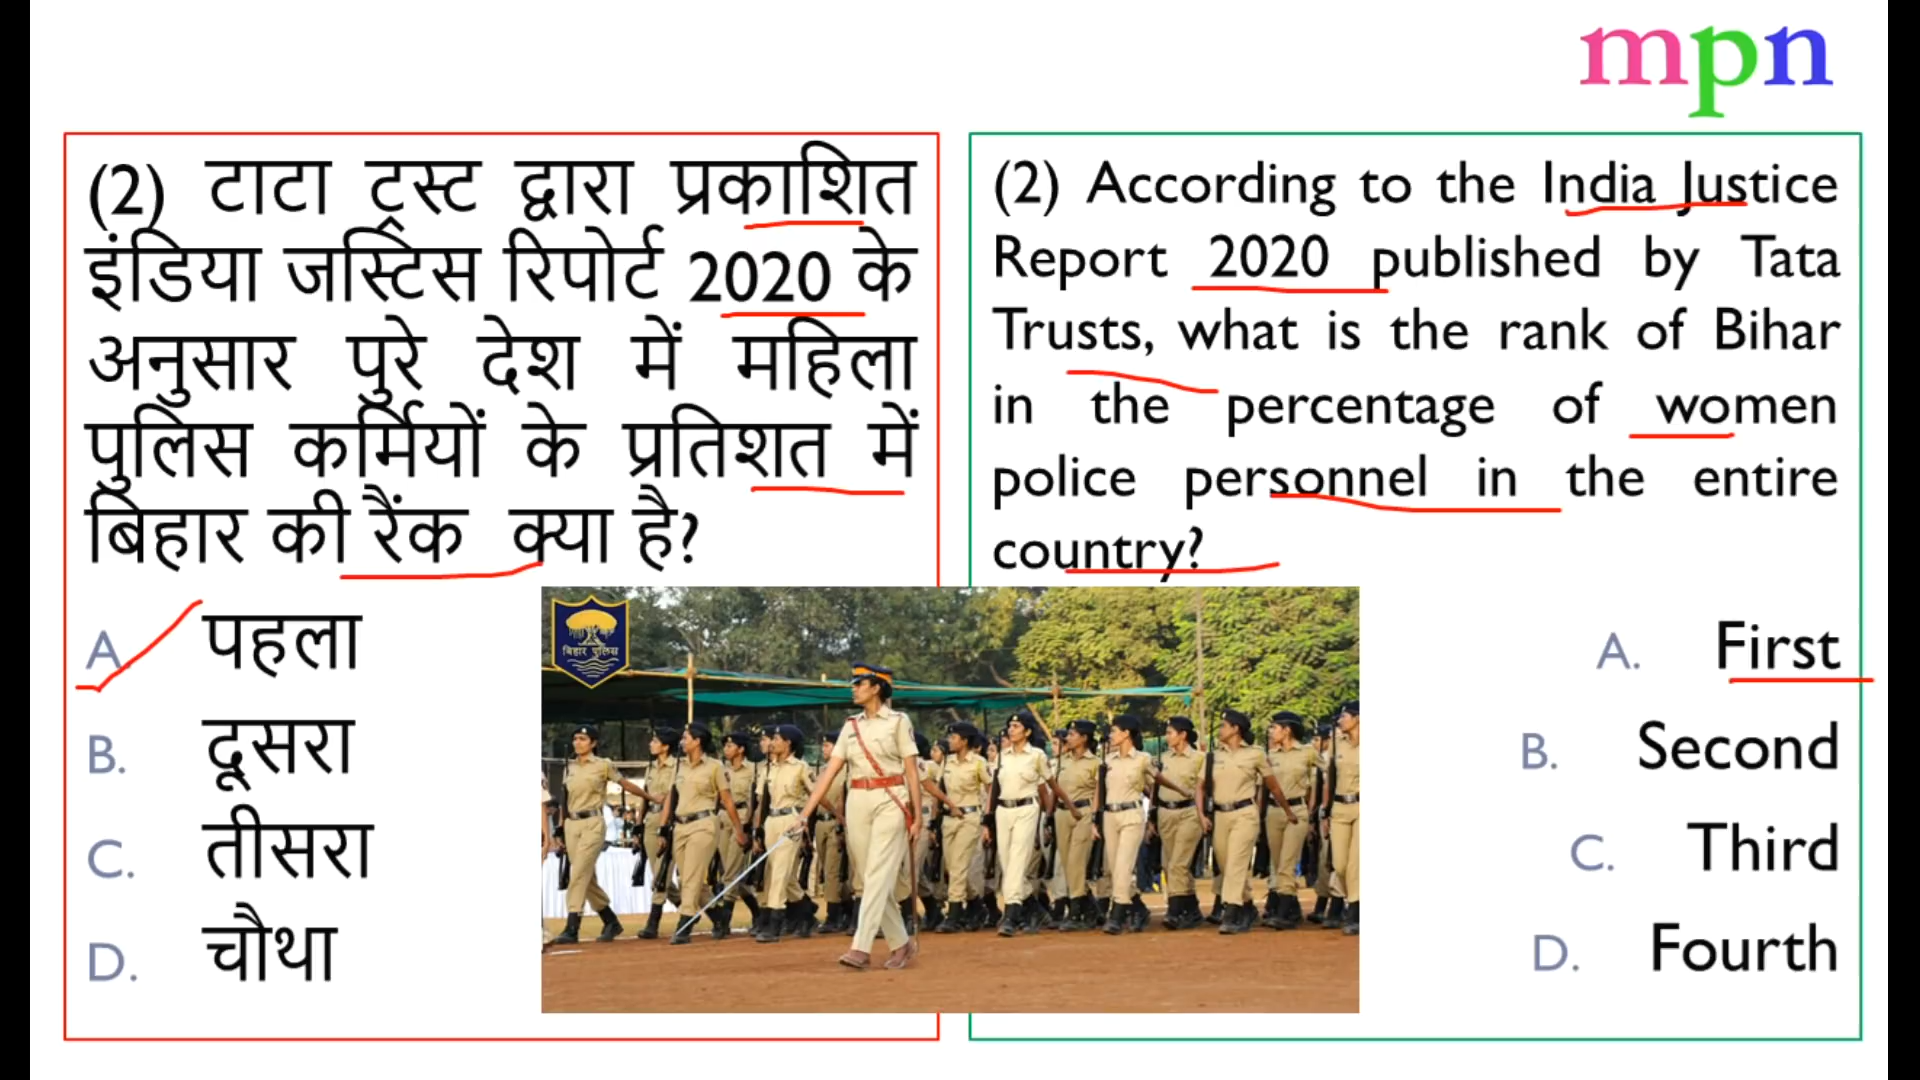 mpn
(2) टाटा ट्रस्ट द्वारा प्रकाशित
इंडिया जस्टिस रिपोर्ट 2020 के
अनुसार पुरे देश में महिला
पुलिस कर्मियों के प्रतिशत में
बिहार की रैंक क्या है?
A. पहला
B. दूसरा
C. तीसरा
D. चौथा
(2) According to the India Justice
Report 2020 published by Tata
Trusts, what is the rank of Bihar
in the percentage of women
police personnel in the entire
country?
A. First
B. Second
C. Third
D. Fourth
बिहार पुलिस